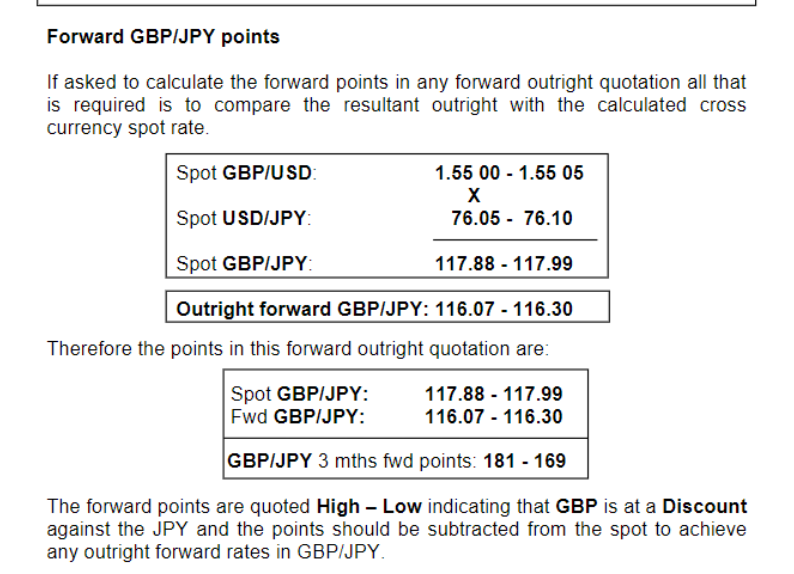 Forward GBP/JPY points
If asked to calculate the forward points in any forward outright quotation all that
is required is to compare the resultant outright with the calculated cross
currency spot rate.
Spot GBP/USD: 1.55 00 - 1.55 05
X
Spot USD/JPY: 76.05 - 76.10
Spot GBP/JPY: 117.88 - 117.99
Outright forward GBP/JPY: 116.07 - 116.30
Therefore the points in this forward outright quotation are:
Spot GBP/JPY: 117.88 - 117.99
Fwd GBP/JPY: 116.07 - 116.30
GBP/JPY 3 mths fwd points: 181 - 169
The forward points are quoted High – Low indicating that GBP is at a Discount
against the JPY and the points should be subtracted from the spot to achieve
any outright forward rates in GBP/JPY.